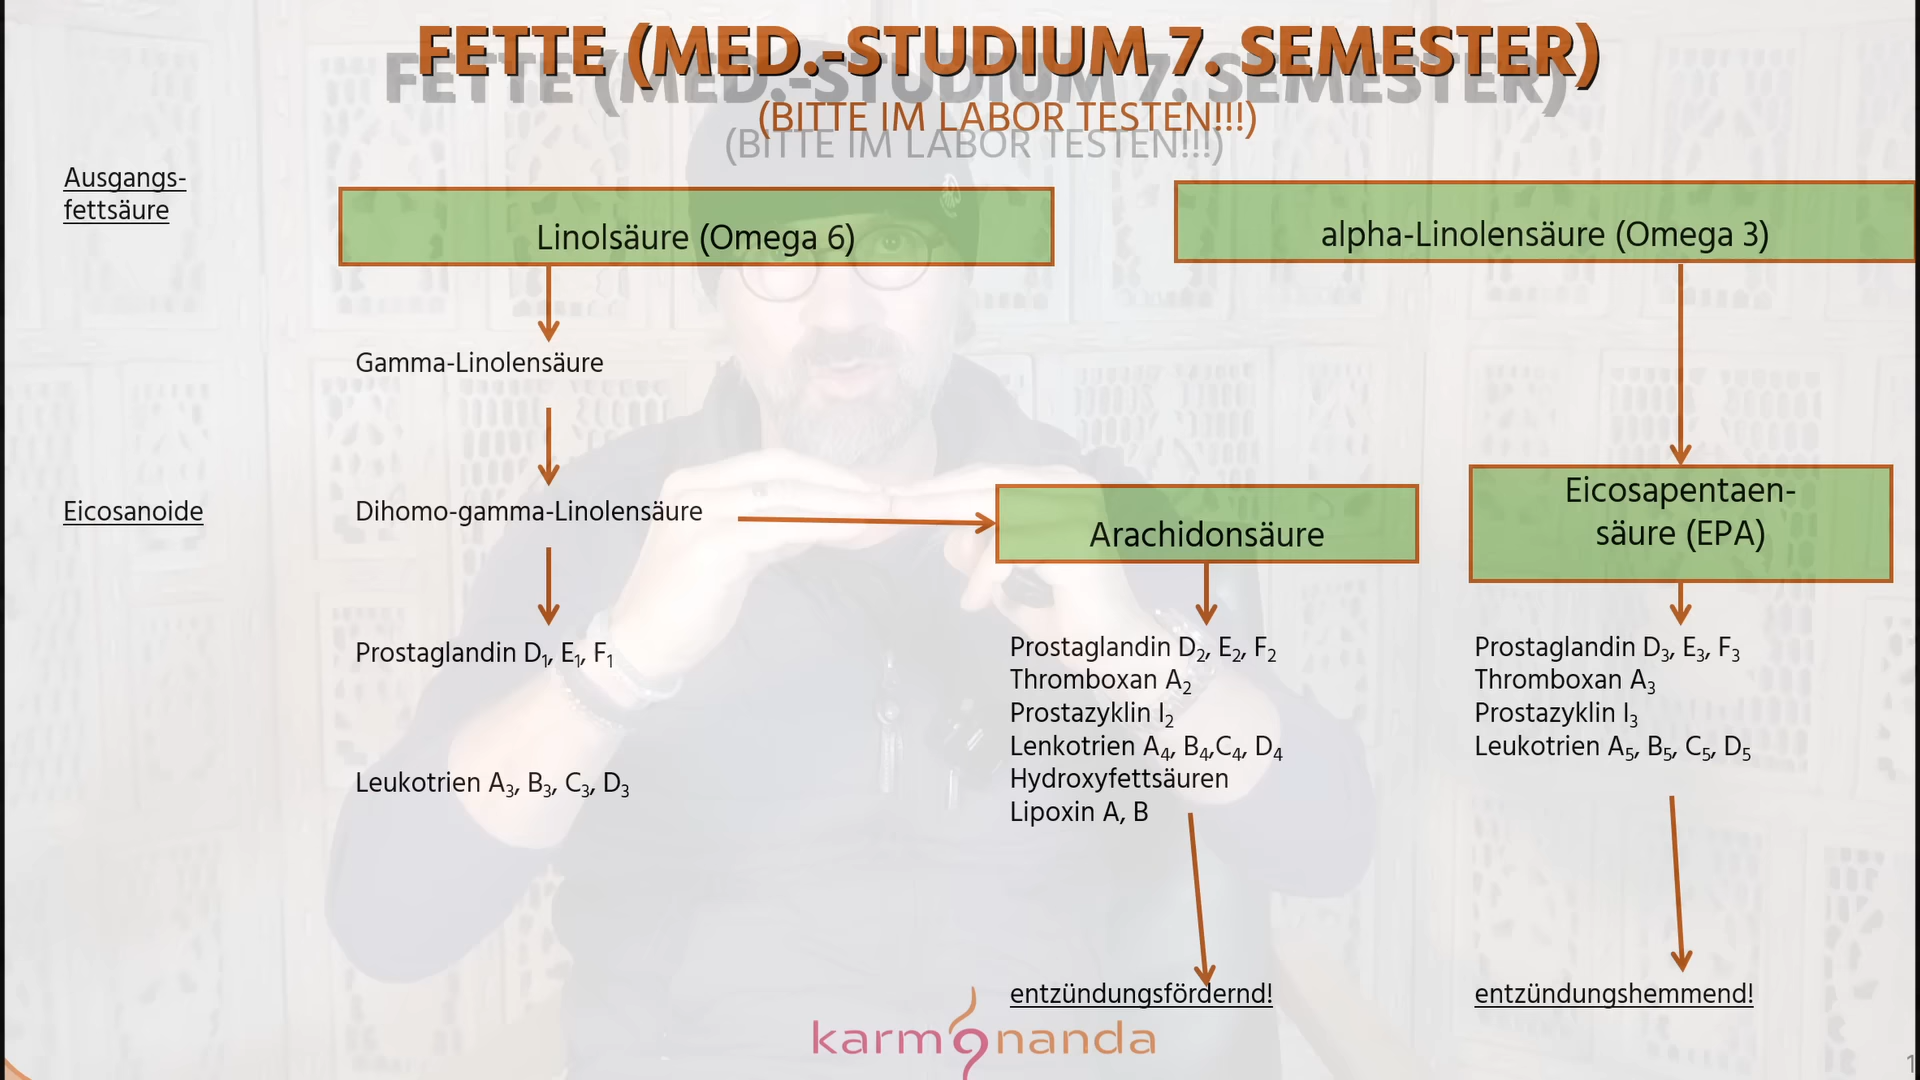 FETTE (MED.-STUDIUM 7. SEMESTER)
(BITTE IM LABOR TESTEN!!!)
Ausgangs-
fettsäure
Linolsäure (Omega 6)
alpha-Linolensäure (Omega 3)
Gamma-Linolensäure
Eicosanoide
Dihomo-gamma-Linolensäure
Arachidonsäure
Eicosapentaen-
säure (EPA)
Prostaglandin D₁, E₁, F₁
Leukotrien A₃, B₃, C₃, D₃
Prostaglandin D₂, E₂, F₂
Thromboxan A₂
Prostazyklin I₂
Lenkotrien A₄, B₄,C₄, D₄
Hydroxyfettsäuren
Lipoxin A, B
Prostaglandin D₃, E₃, F₃
Thromboxan A₃
Prostazyklin I₃
Leukotrien A₅, B₅, C₅, D₅
entzündungsfördernd!
entzündungshemmend!
karmananda
1